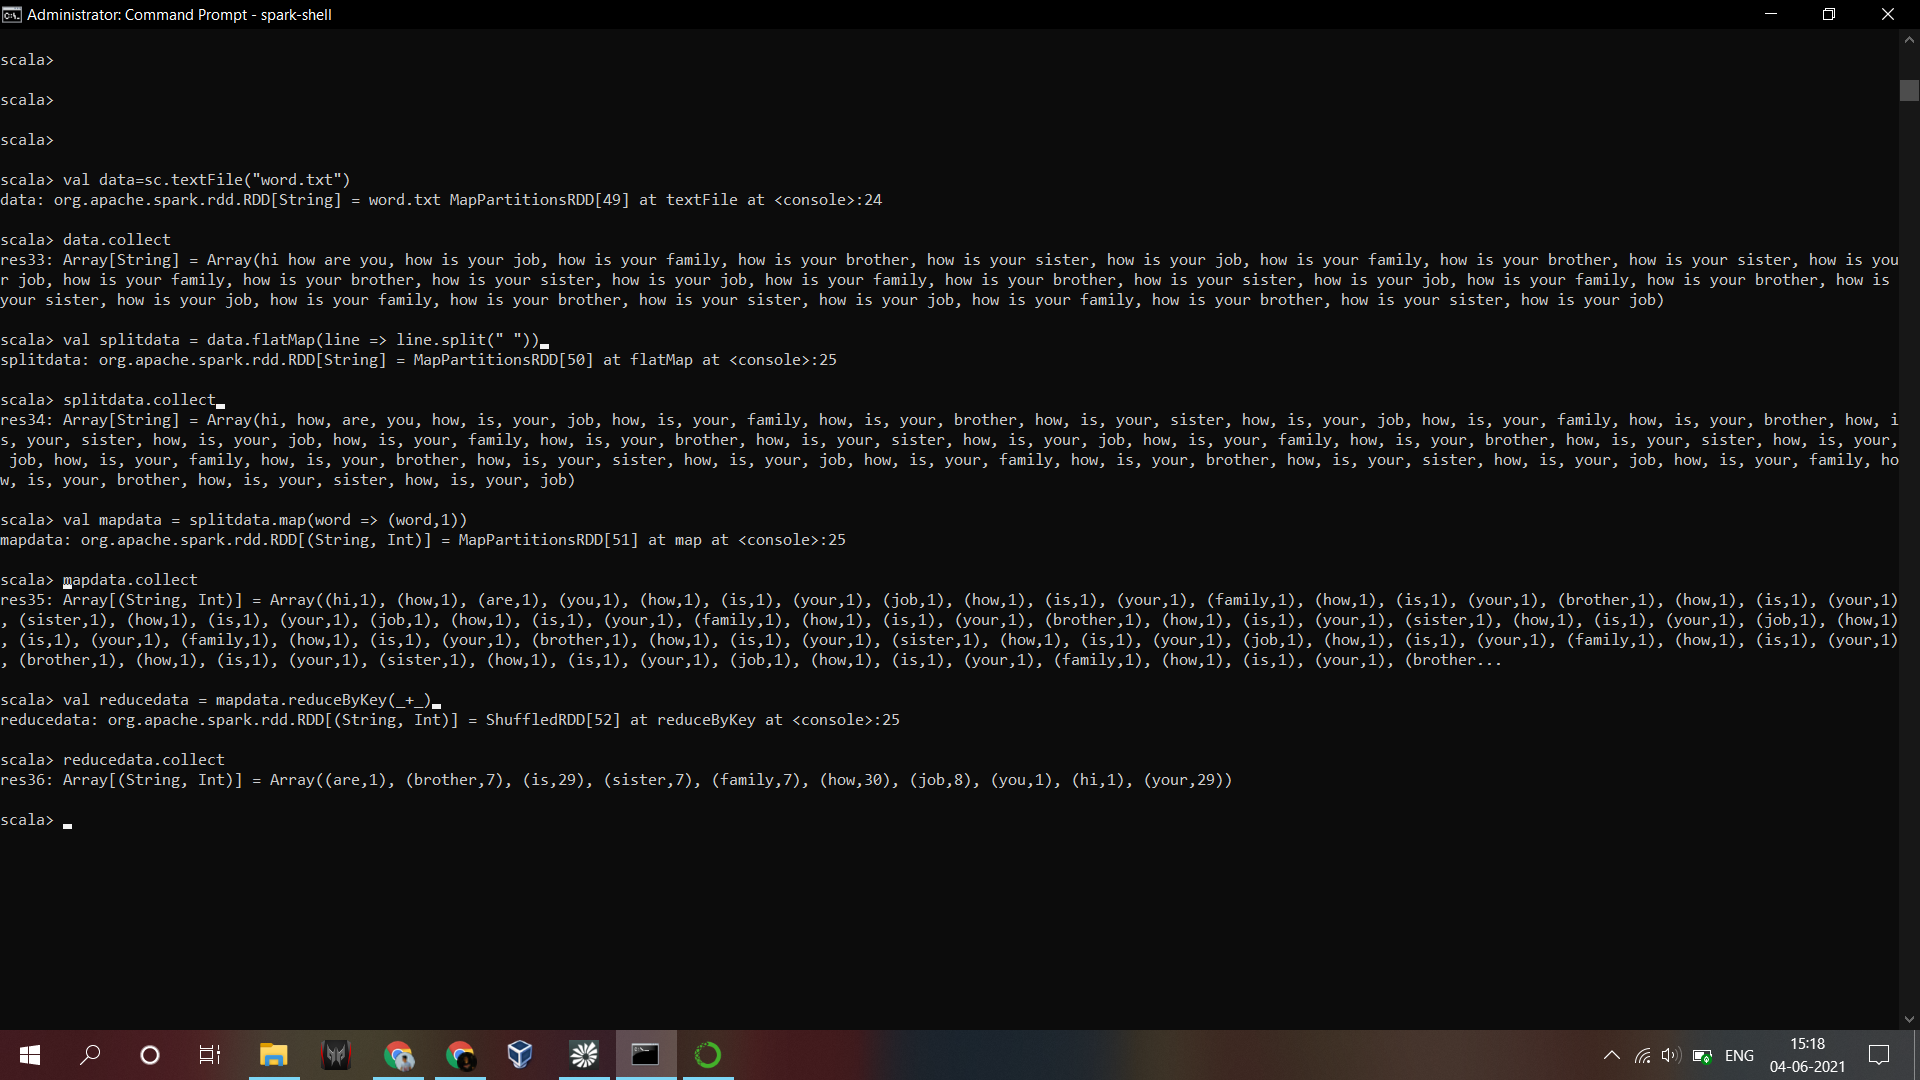 Administrator: Command Prompt - spark-shell
scala>
scala>
scala>
scala> val data=sc.textFile("word.txt")
data: org.apache.spark.rdd.RDD[String] = word.txt MapPartitionsRDD[49] at textFile at <console>:24
scala> data.collect
res33: Array[String] = Array(hi how are you, how is your job, how is your family, how is your brother, how is your sister, how is your job, how is your family, how is your brother, how is your sister, how is you
r job, how is your family, how is your brother, how is your sister, how is your job, how is your family, how is your brother, how is your sister, how is your job, how is your family, how is your brother, how is
your sister, how is your job, how is your family, how is your brother, how is your sister, how is your job, how is your family, how is your brother, how is your sister, how is your job)
scala> val splitdata = data.flatMap(line => line.split(" "))
splitdata: org.apache.spark.rdd.RDD[String] = MapPartitionsRDD[50] at flatMap at <console>:25
scala> splitdata.collect
res34: Array[String] = Array(hi, how, are, you, how, is, your, job, how, is, your, family, how, is, your, brother, how, is, your, sister, how, is, your, job, how, is, your, family, how, is, your, brother, how, i
s, your, sister, how, is, your, job, how, is, your, family, how, is, your, brother, how, is, your, sister, how, is, your, job, how, is, your, family, how, is, your, brother, how, is, your, sister, how, is, your,
job, how, is, your, family, how, is, your, brother, how, is, your, sister, how, is, your, job, how, is, your, family, how, is, your, brother, how, is, your, sister, how, is, your, job, how, is, your, family, ho
w, is, your, brother, how, is, your, sister, how, is, your, job)
scala> val mapdata = splitdata.map(word => (word,1))
mapdata: org.apache.spark.rdd.RDD[(String, Int)] = MapPartitionsRDD[51] at map at <console>:25
scala> mapdata.collect
res35: Array[(String, Int)] = Array((hi,1), (how,1), (are,1), (you,1), (how,1), (is,1), (your,1), (job,1), (how,1), (is,1), (your,1), (family,1), (how,1), (is,1), (your,1), (brother,1), (how,1), (is,1), (your,1)
, (sister,1), (how,1), (is,1), (your,1), (job,1), (how,1), (is,1), (your,1), (family,1), (how,1), (is,1), (your,1), (brother,1), (how,1), (is,1), (your,1), (sister,1), (how,1), (is,1), (your,1), (job,1), (how,1)
, (is,1), (your,1), (family,1), (how,1), (is,1), (your,1), (brother,1), (how,1), (is,1), (your,1), (sister,1), (how,1), (is,1), (your,1), (job,1), (how,1), (is,1), (your,1), (family,1), (how,1), (is,1), (your,1)
, (brother,1), (how,1), (is,1), (your,1), (sister,1), (how,1), (is,1), (your,1), (job,1), (how,1), (is,1), (your,1), (family,1), (how,1), (is,1), (your,1), (brother...
scala> val reducedata = mapdata.reduceByKey(_+_)
reducedata: org.apache.spark.rdd.RDD[(String, Int)] = ShuffledRDD[52] at reduceByKey at <console>:25
scala> reducedata.collect
res36: Array[(String, Int)] = Array((are,1), (brother,7), (is,29), (sister,7), (family,7), (how,30), (job,8), (you,1), (hi,1), (your,29))
scala>
ENG
15:18
04-06-2021